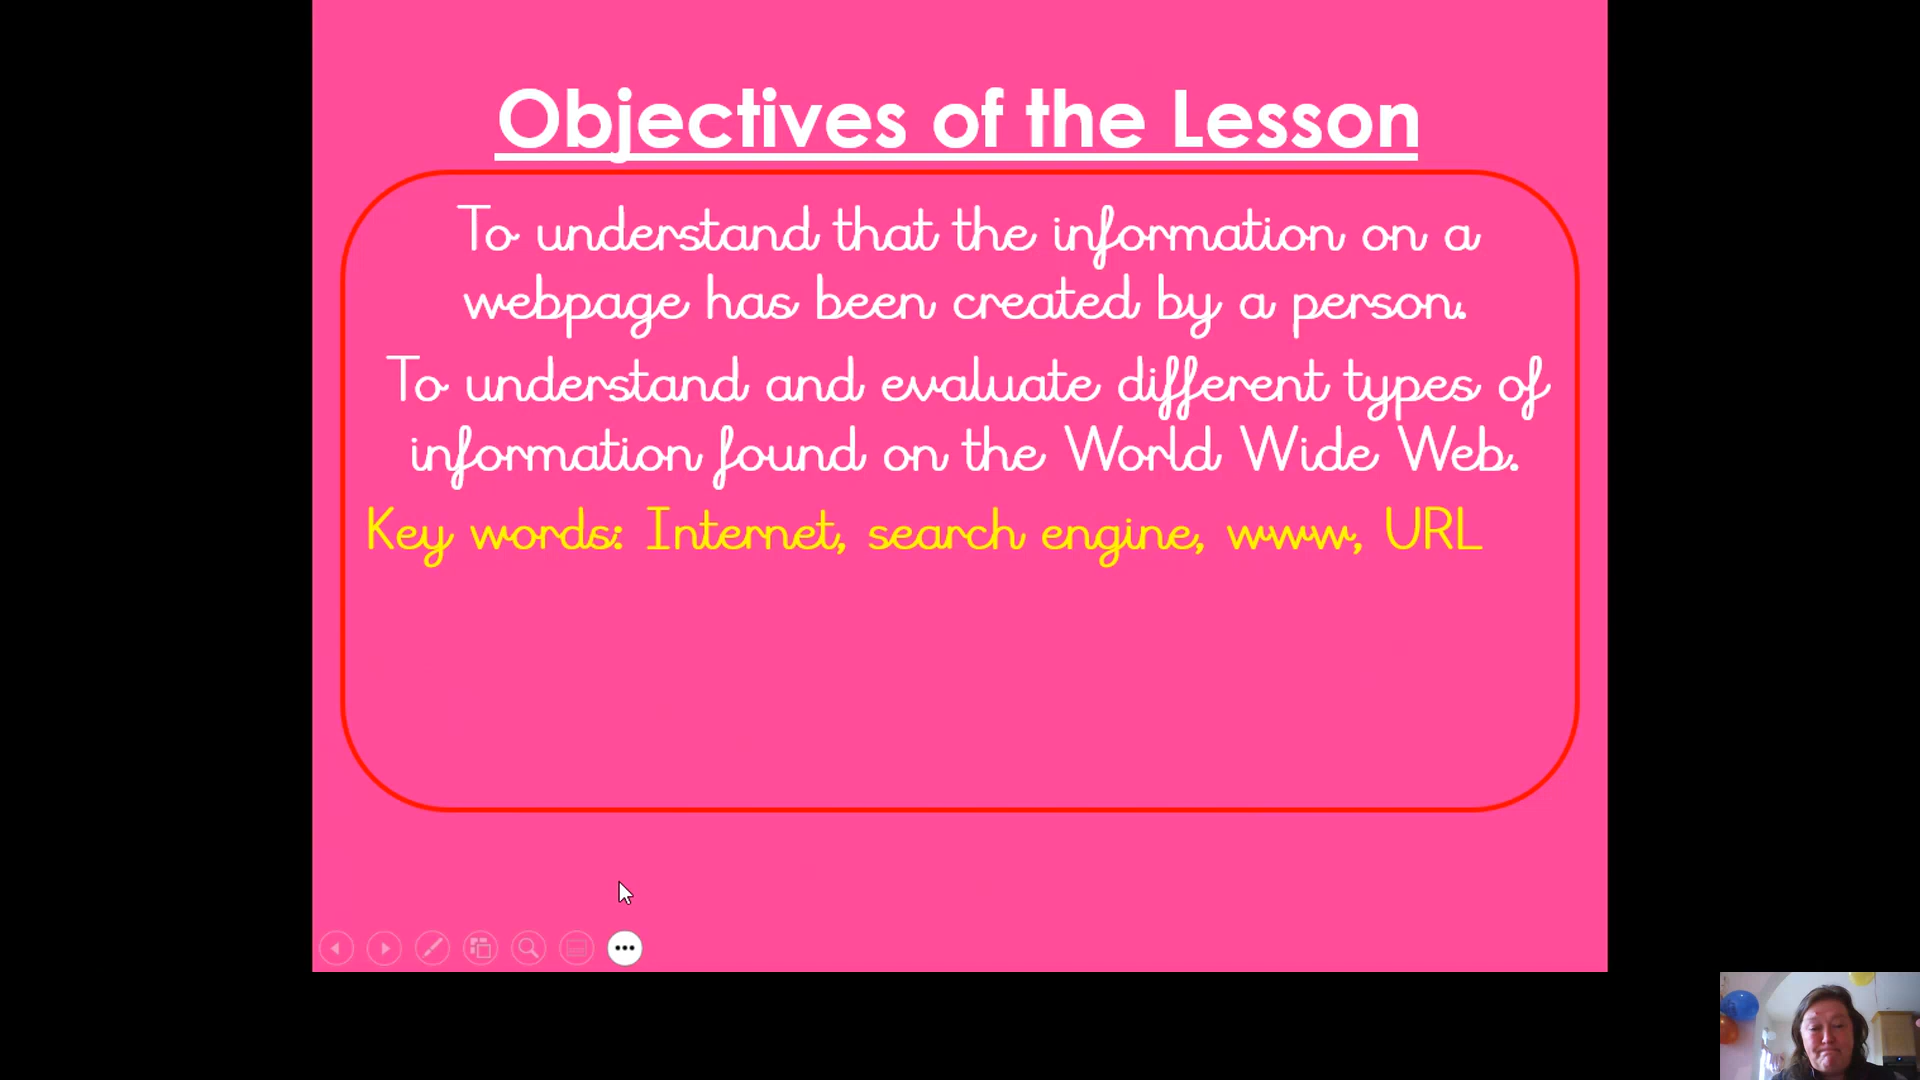 Objectives of the Lesson
To understand that the information on a
webpage has been created by a person.
To understand and evaluate different types of
information found on the World Wide Web.
Key words: Internet, search engine, www, URL